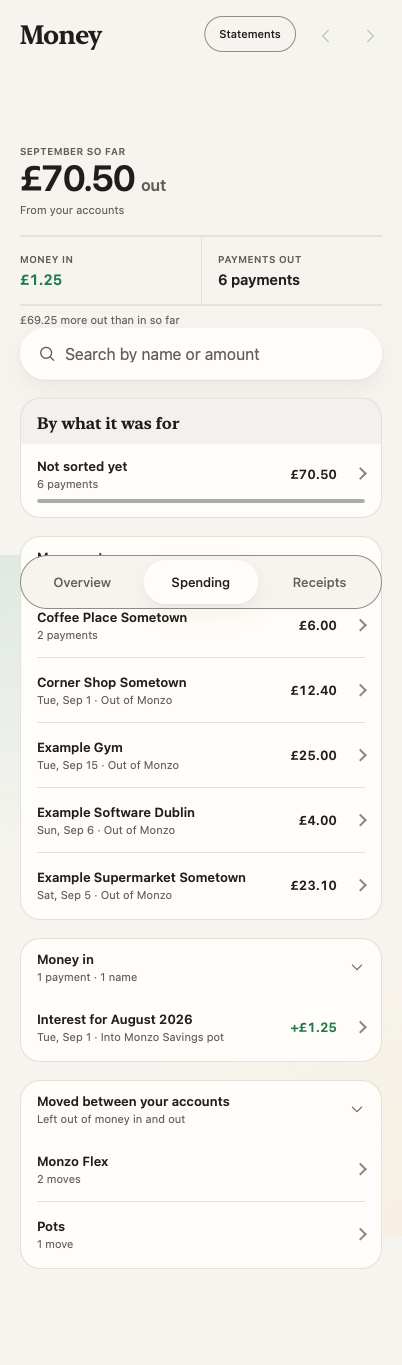 Money
Statements
SEPTEMBER SO FAR
£70.50 out
From your accounts
MONEY IN
£1.25
PAYMENTS OUT
6 payments
£69.25 more out than in so far
Search by name or amount
By what it was for
Not sorted yet
6 payments
£70.50
Overview
Spending
Receipts
Coffee Place Sometown
2 payments
£6.00
Corner Shop Sometown
Tue, Sep 1 · Out of Monzo
£12.40
Example Gym
Tue, Sep 15 · Out of Monzo
£25.00
Example Software Dublin
Sun, Sep 6 · Out of Monzo
£4.00
Example Supermarket Sometown
Sat, Sep 5 · Out of Monzo
£23.10
Money in
1 payment · 1 name
Interest for August 2026
Tue, Sep 1 · Into Monzo Savings pot
+£1.25
Moved between your accounts
Left out of money in and out
Monzo Flex
2 moves
Pots
1 move